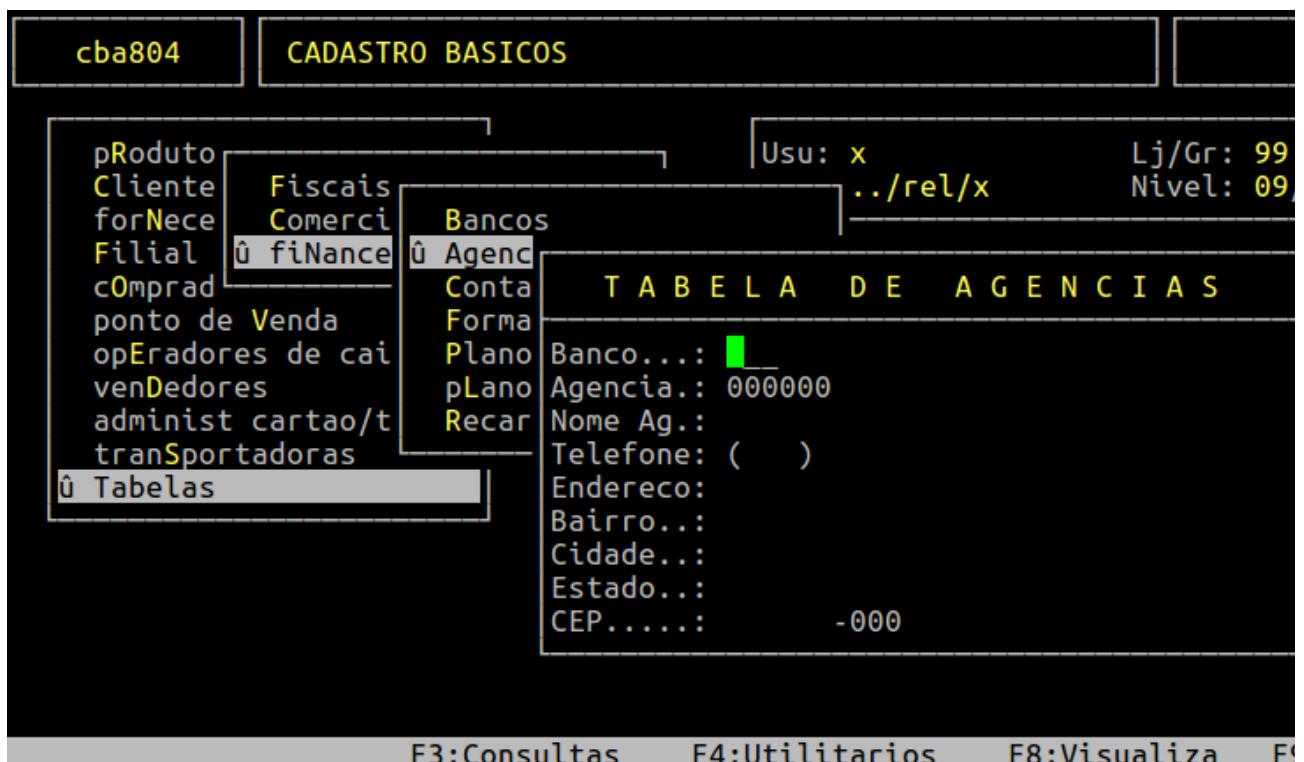 cba804 CADASTRO BASICOS
pRoduto Usu: x Lj/Gr: 99
Cliente Fiscais ../rel/x Nivel: 09/
forNece Comerci Bancos
Filial û fiNance û Agenc
cOmprad Conta T A B E L A D E A G E N C I A S
ponto de Venda Forma
opEradores de cai Plano Banco...: __
venDedores pLano Agencia.: 000000
administ cartao/t Recar Nome Ag.:
tranSportadoras Telefone: ( )
û Tabelas Endereco:
Bairro..:
Cidade..:
Estado..:
CEP.....: -000
F3:Consultas F4:Utilitarios F8:Visualiza F9